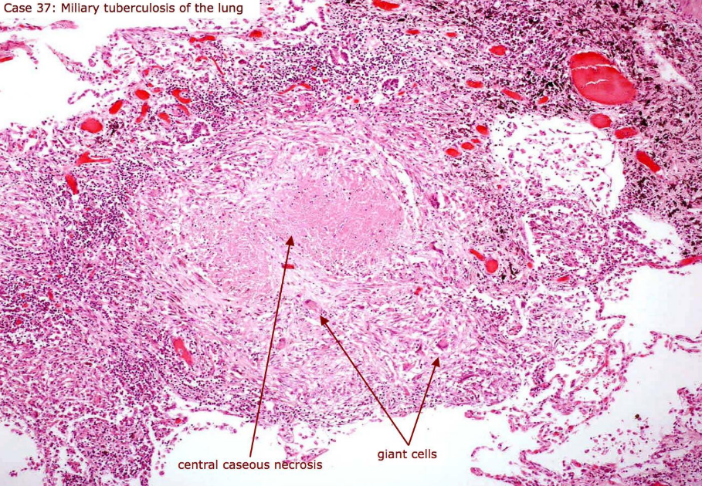 Case 37: Miliary tuberculosis of the lung
central caseous necrosis
giant cells